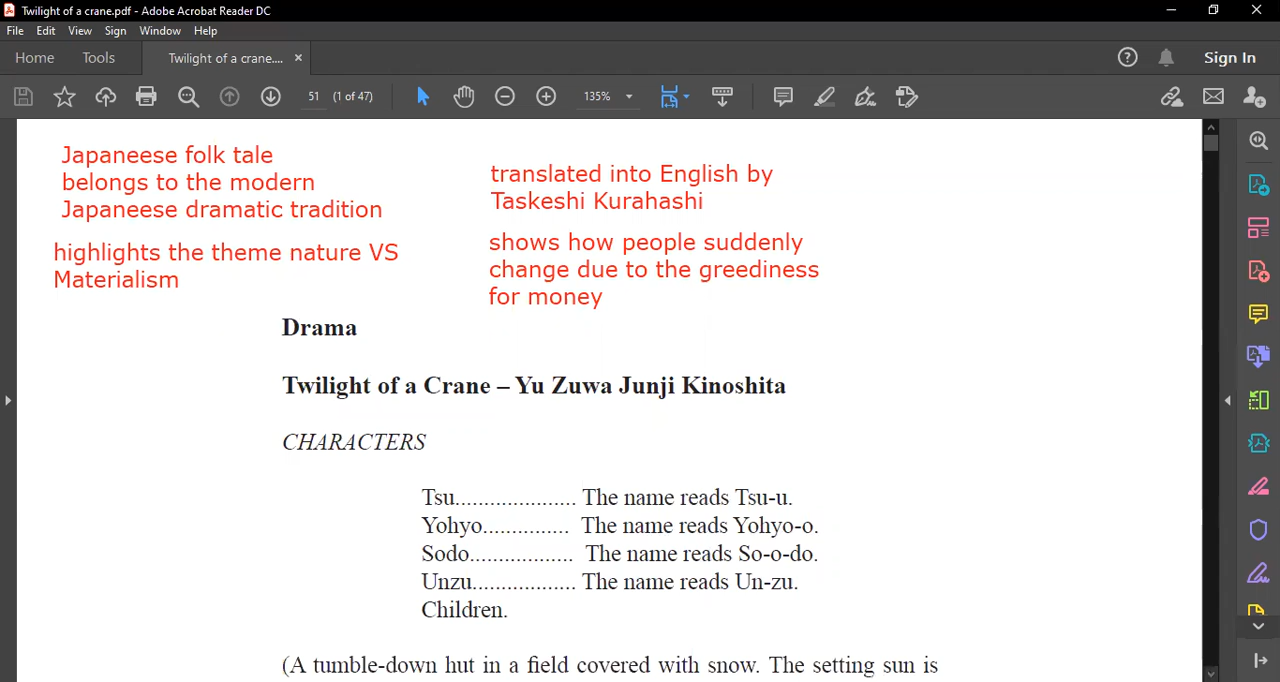 Twilight of a crane.pdf - Adobe Acrobat Reader DC
File Edit View Sign Window Help
Home Tools Twilight of a crane.... × Sign In
51 (1 of 47) 135%
Japaneese folk tale
belongs to the modern
Japaneese dramatic tradition
highlights the theme nature VS
Materialism
translated into English by
Taskeshi Kurahashi
shows how people suddenly
change due to the greediness
for money
Drama
Twilight of a Crane – Yu Zuwa Junji Kinoshita
CHARACTERS
Tsu..................... The name reads Tsu-u.
Yohyo............... The name reads Yohyo-o.
Sodo.................. The name reads So-o-do.
Unzu.................. The name reads Un-zu.
Children.
(A tumble-down hut in a field covered with snow. The setting sun is